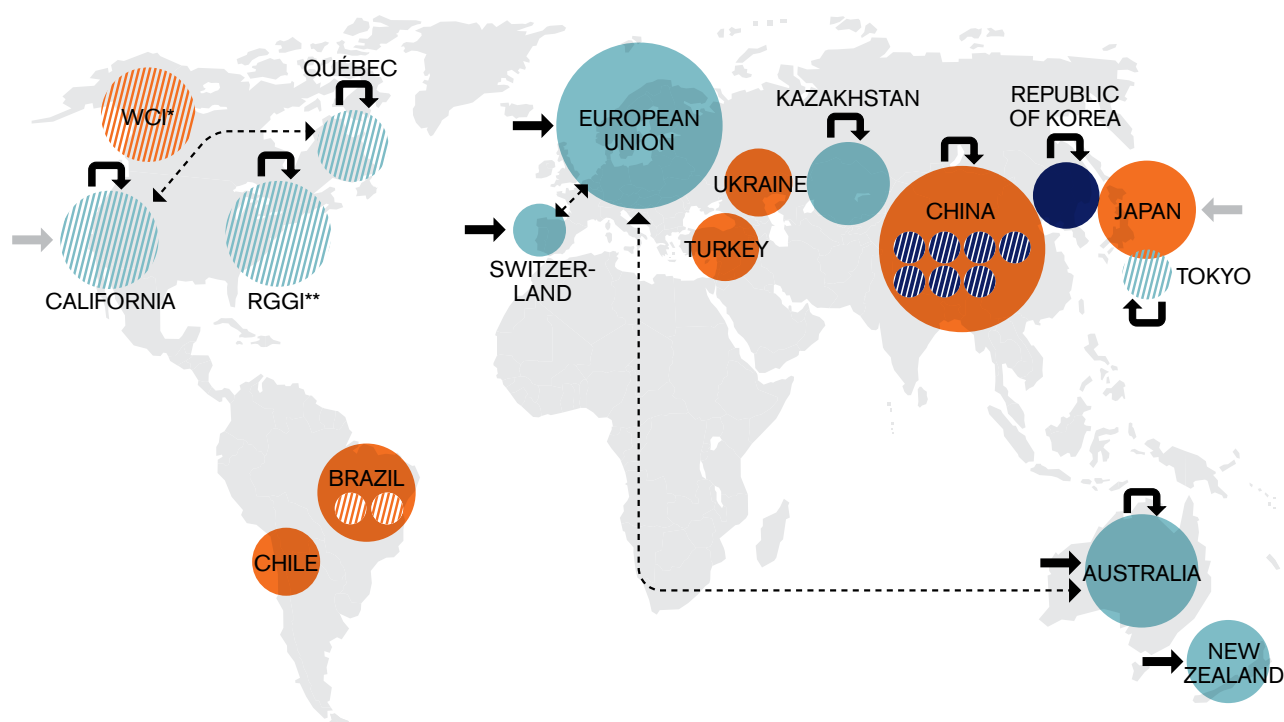 QUÉBEC
WCI*
CALIFORNIA
RGGI**
EUROPEAN
UNION
SWITZER-
LAND
UKRAINE
TURKEY
KAZAKHSTAN
CHINA
REPUBLIC
OF KOREA
JAPAN
TOKYO
BRAZIL
CHILE
AUSTRALIA
NEW
ZEALAND